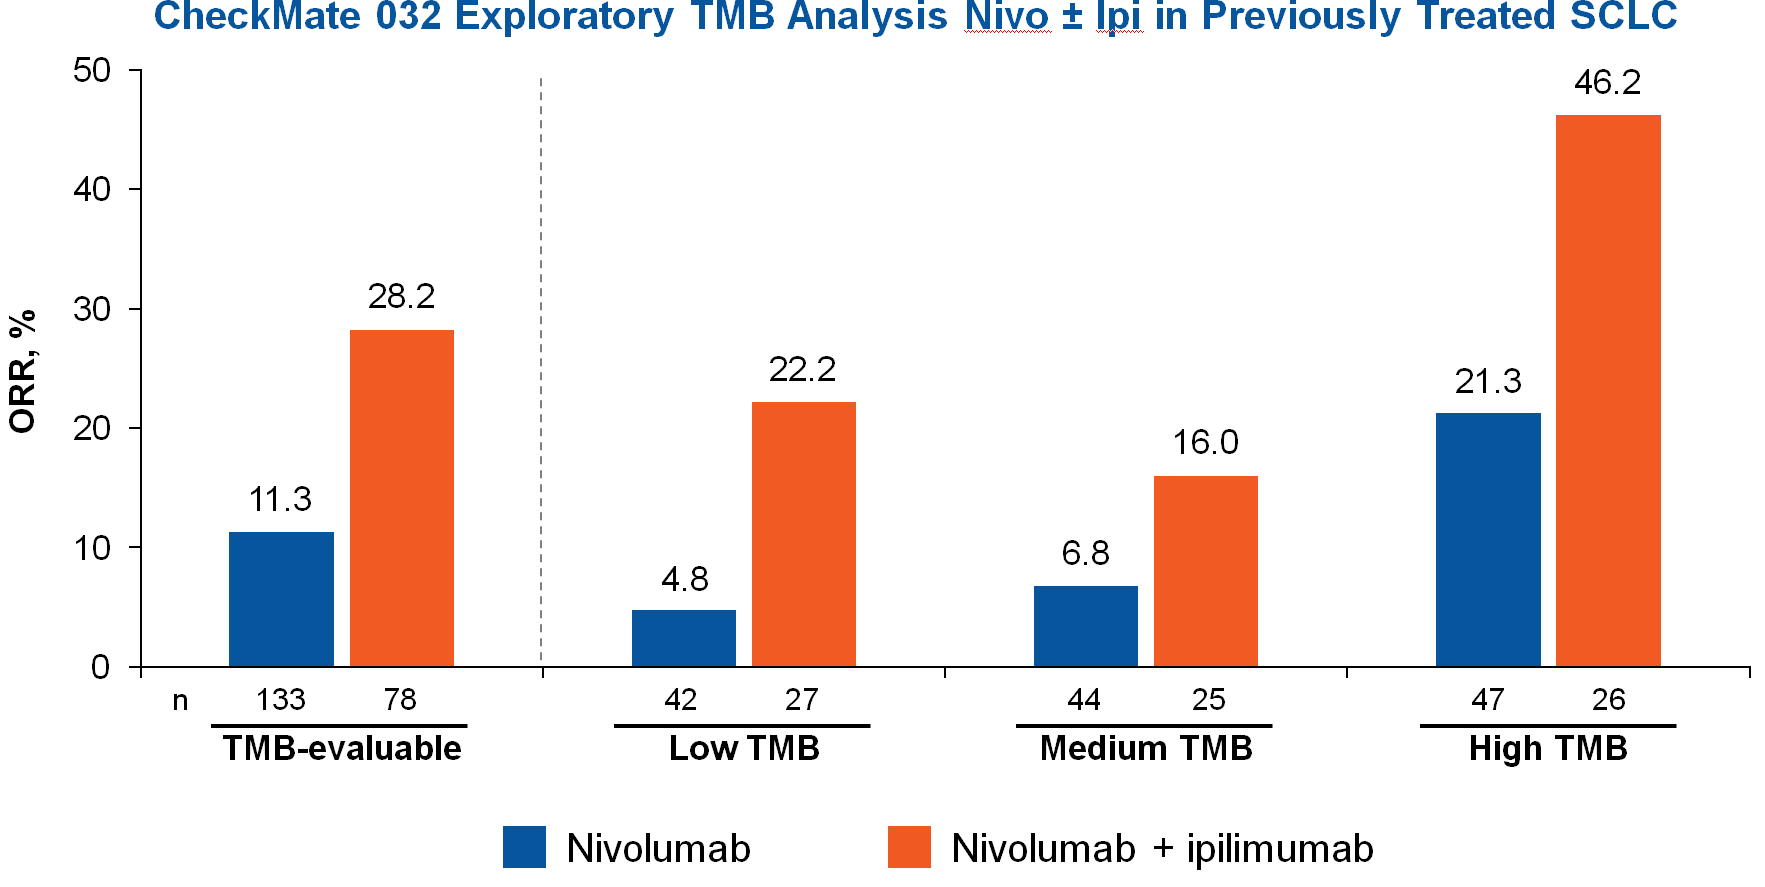 CheckMate 032 Exploratory TMB Analysis Nivo ± Ipi in Previously Treated SCLC
ORR, %
50
40
30
20
10
0
11.3
28.2
4.8
22.2
6.8
16.0
21.3
46.2
n 133 78 42 27 44 25 47 26
TMB-evaluable Low TMB Medium TMB High TMB
Nivolumab Nivolumab + ipilimumab